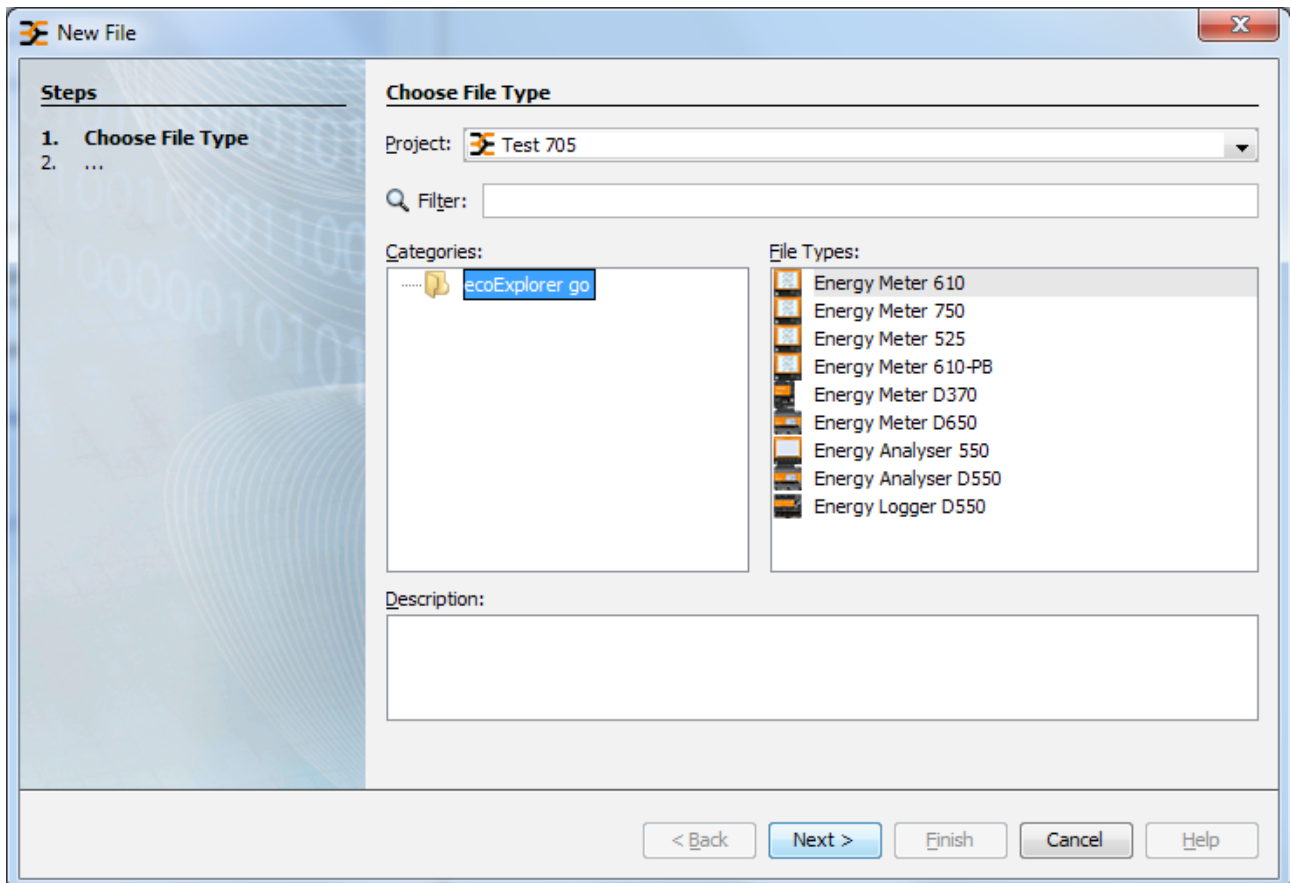 New File
Steps
1. Choose File Type
2. ...
Choose File Type
Project: Test 705
Filter:
Categories:
ecoExplorer go
File Types:
Energy Meter 610
Energy Meter 750
Energy Meter 525
Energy Meter 610-PB
Energy Meter D370
Energy Meter D650
Energy Analyser 550
Energy Analyser D550
Energy Logger D550
Description:
< Back Next > Finish Cancel Help